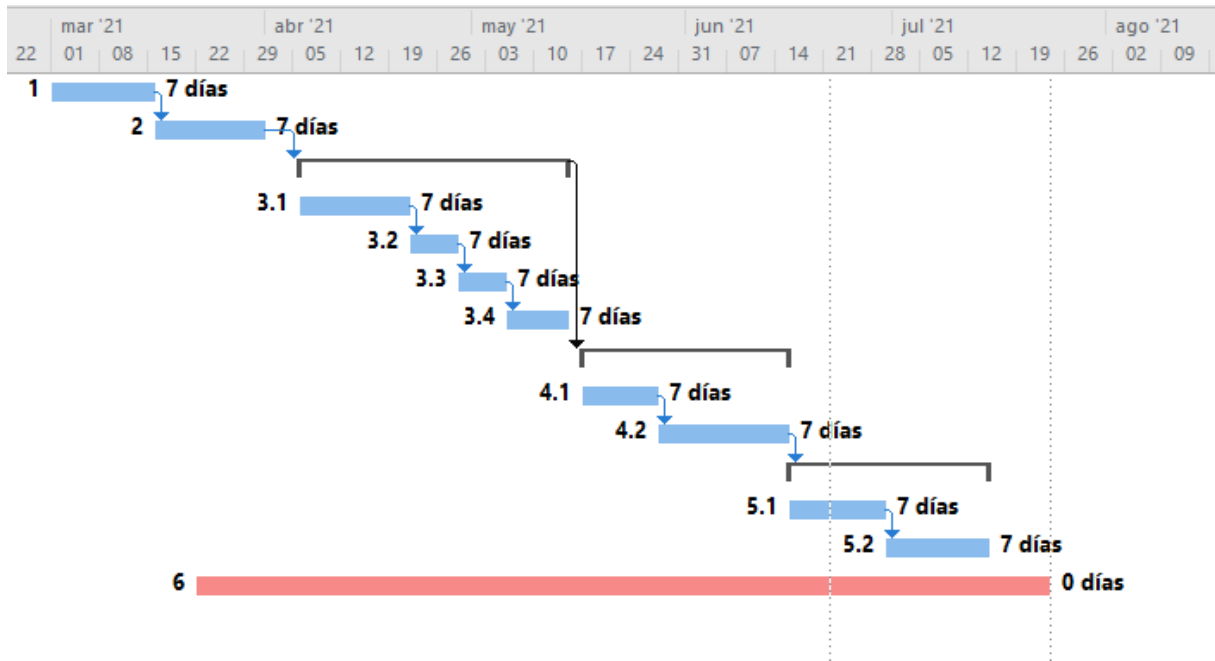 mar '21 abr '21 may '21 jun '21 jul '21 ago '21
22 01 08 15 22 29 05 12 19 26 03 10 17 24 31 07 14 21 28 05 12 19 26 02 09
1 7 días
2 7 días
3.1 7 días
3.2 7 días
3.3 7 días
3.4 7 días
4.1 7 días
4.2 7 días
5.1 7 días
5.2 7 días
6 0 días